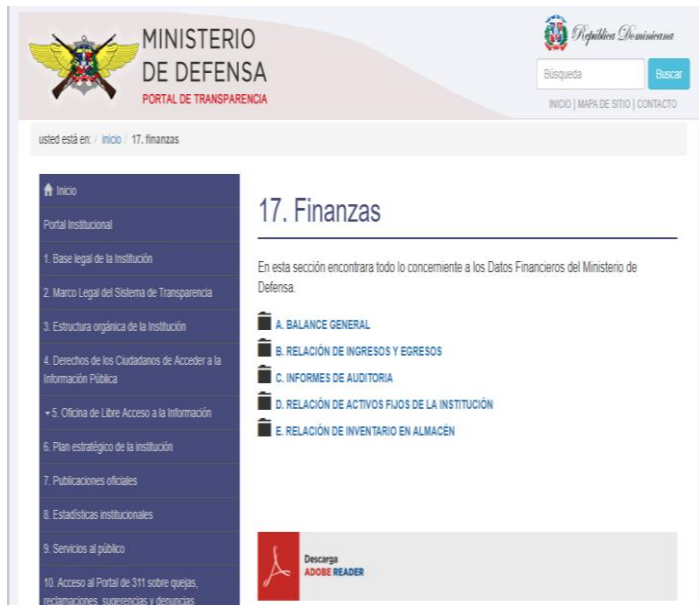 MINISTERIO
DE DEFENSA
PORTAL DE TRANSPARENCIA
República Dominicana
Búsqueda
Buscar
INICIO | MAPA DE SITIO | CONTACTO
usted está en: / Inicio / 17. finanzas
Inicio
Portal Institucional
1. Base legal de la Institución
2. Marco Legal del Sistema de Transparencia
3. Estructura orgánica de la Institución
4. Derechos de los Ciudadanos de Acceder a la
Información Pública
5. Oficina de Libre Acceso a la Información
6. Plan estratégico de la institución
7. Publicaciones oficiales
8. Estadísticas institucionales
9. Servicios al público
10. Acceso al Portal de 311 sobre quejas,
reclamaciones, sugerencias y denuncias
17. Finanzas
En esta sección encontrara todo lo concerniente a los Datos Financieros del Ministerio de
Defensa.
A. BALANCE GENERAL
B. RELACIÓN DE INGRESOS Y EGRESOS
C. INFORMES DE AUDITORIA
D. RELACIÓN DE ACTIVOS FIJOS DE LA INSTITUCIÓN
E. RELACIÓN DE INVENTARIO EN ALMACÉN
Descarga
ADOBE READER